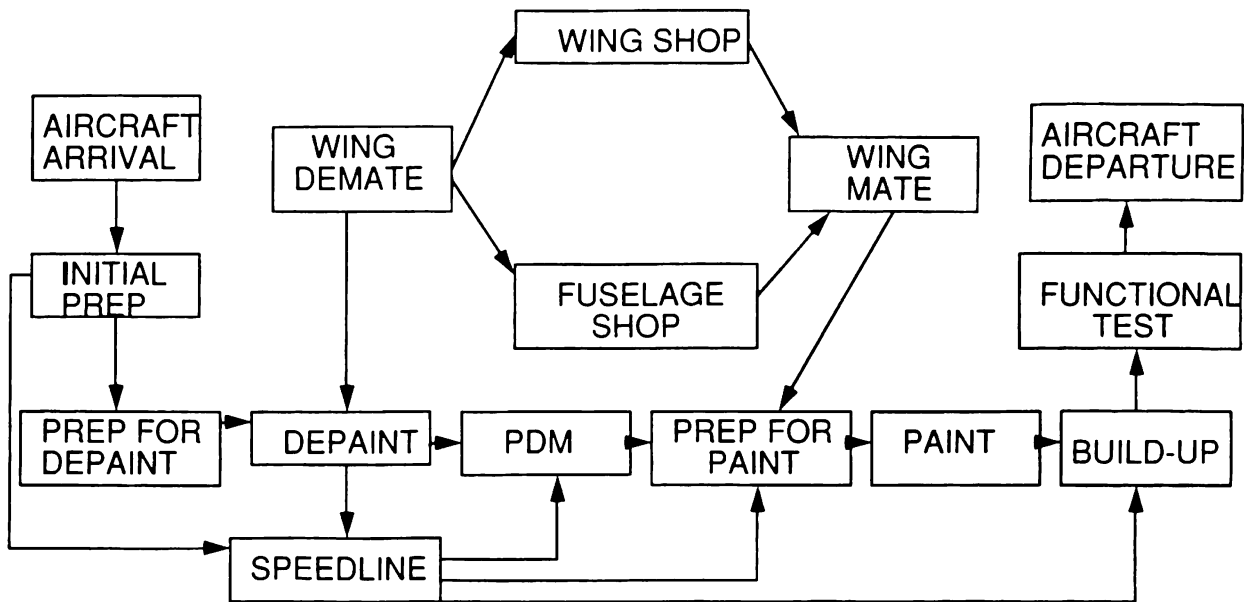 WING SHOP
AIRCRAFT
ARRIVAL
WING
DEMATE
WING
MATE
AIRCRAFT
DEPARTURE
INITIAL
PREP
FUSELAGE
SHOP
FUNCTIONAL
TEST
PREP FOR
DEPAINT
DEPAINT
PDM
PREP FOR
PAINT
PAINT
BUILD-UP
SPEEDLINE